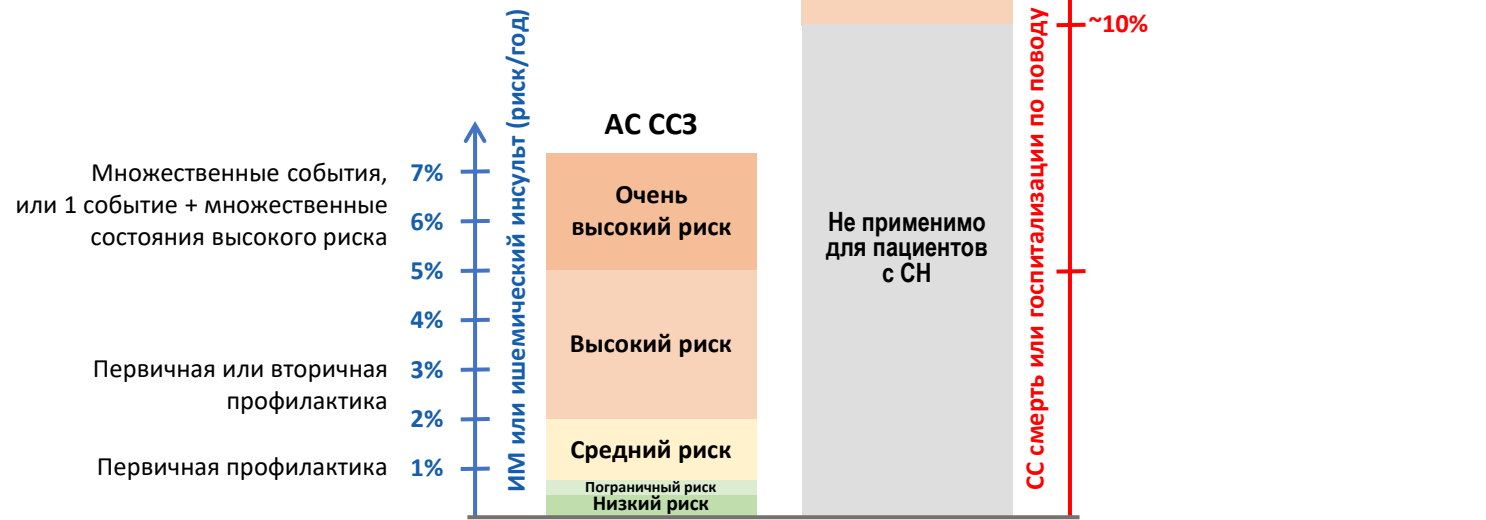 ~10%
АС ССЗ
Множественные события,
или 1 событие + множественные
состояния высокого риска
7%
6%
5%
4%
3%
2%
1%
Первичная или вторичная
профилактика
Первичная профилактика
ИМ или ишемический инсульт (риск/год)
Очень
высокий риск
Высокий риск
Средний риск
Пограничный риск
Низкий риск
Не применимо
для пациентов
с СН
СС смерть или госпитализации по поводу